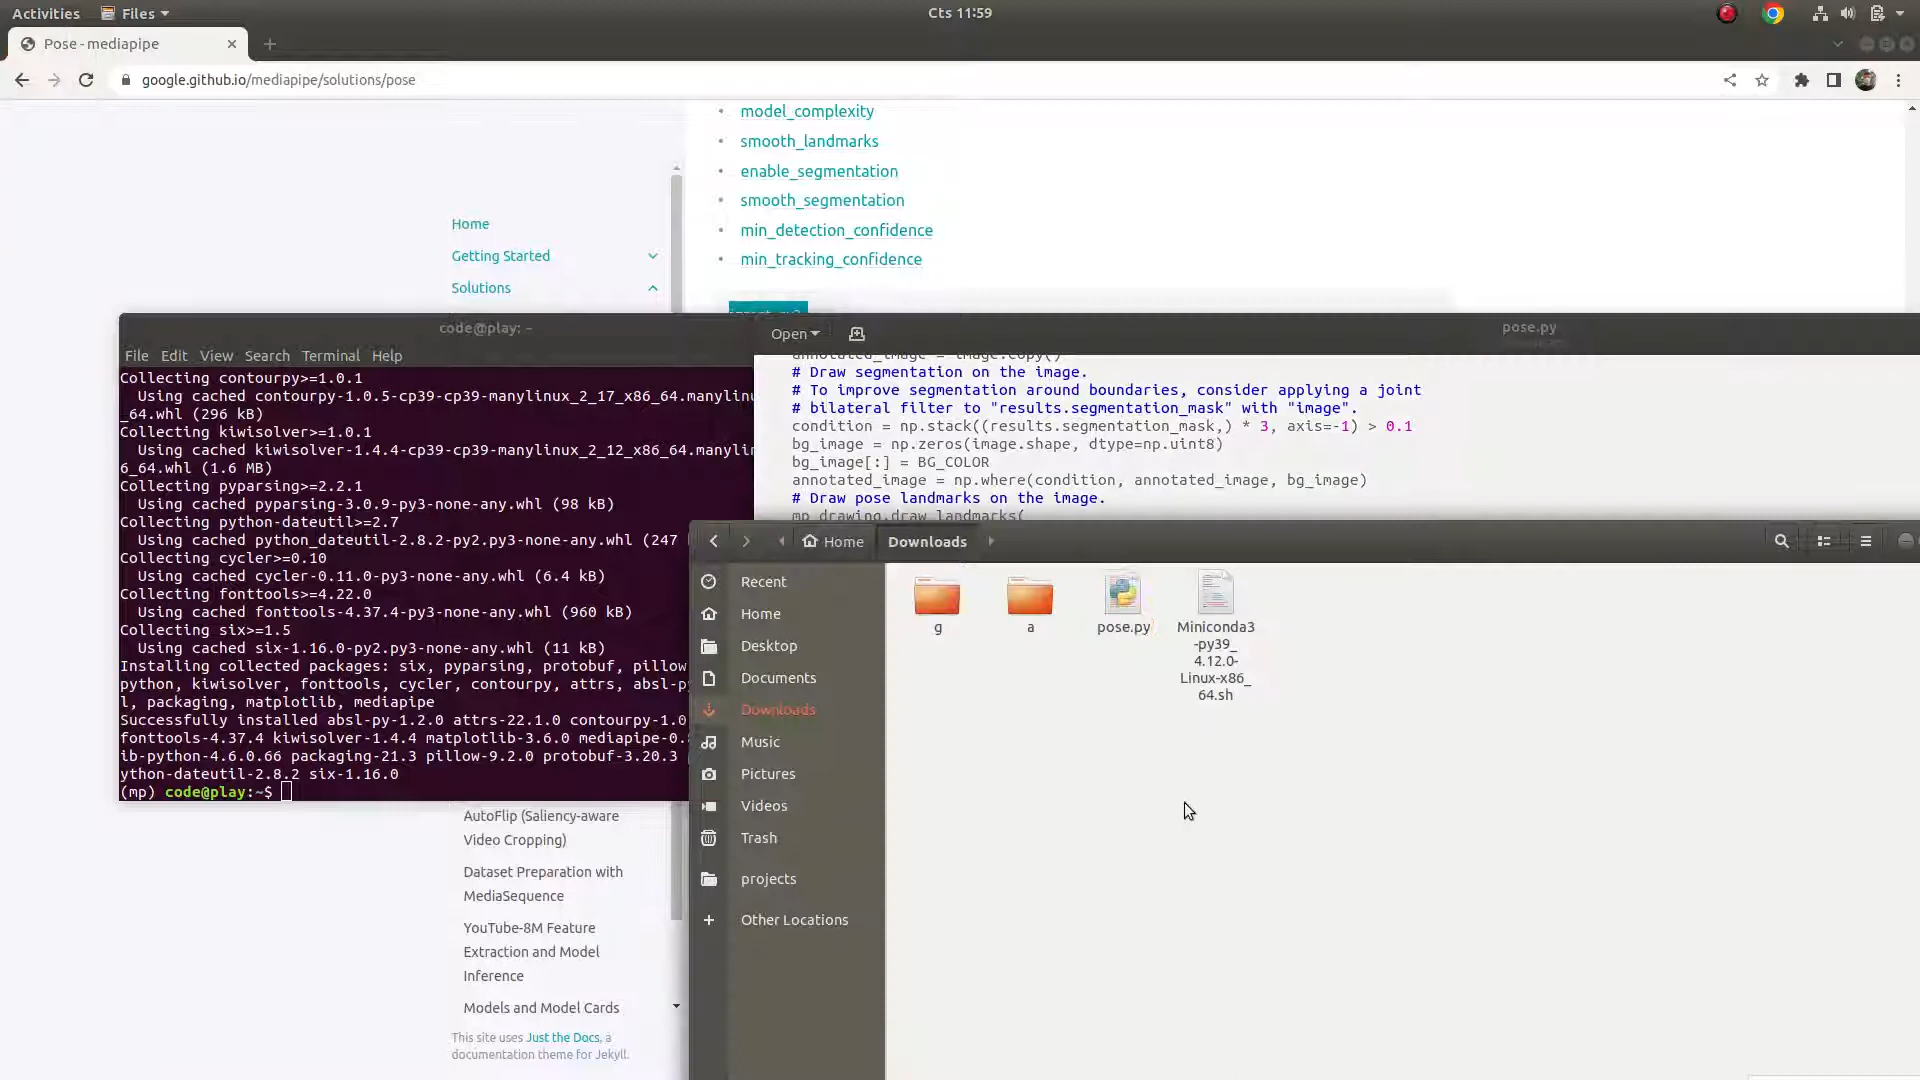 Activities
Files
Cts 11:59
Pose - mediapipe
google.github.io/mediapipe/solutions/pose
model_complexity
smooth_landmarks
enable_segmentation
smooth_segmentation
min_detection_confidence
min_tracking_confidence
Home
Getting Started
Solutions
code@play: ~
File Edit View Search Terminal Help
Collecting contourpy>=1.0.1
Using cached contourpy-1.0.5-cp39-cp39-manylinux_2_17_x86_64.manylinu
_64.whl (296 kB)
Collecting kiwisolver>=1.0.1
Using cached kiwisolver-1.4.4-cp39-cp39-manylinux_2_12_x86_64.manylin
6_64.whl (1.6 MB)
Collecting pyparsing>=2.2.1
Using cached pyparsing-3.0.9-py3-none-any.whl (98 kB)
Collecting python-dateutil>=2.7
Using cached python_dateutil-2.8.2-py2.py3-none-any.whl (247
Collecting cycler>=0.10
Using cached cycler-0.11.0-py3-none-any.whl (6.4 kB)
Collecting fonttools>=4.22.0
Using cached fonttools-4.37.4-py3-none-any.whl (960 kB)
Collecting six>=1.5
Using cached six-1.16.0-py2.py3-none-any.whl (11 kB)
Installing collected packages: six, pyparsing, protobuf, pillow
python, kiwisolver, fonttools, cycler, contourpy, attrs, absl-py
l, packaging, matplotlib, mediapipe
Successfully installed absl-py-1.2.0 attrs-22.1.0 contourpy-1.0
fonttools-4.37.4 kiwisolver-1.4.4 matplotlib-3.6.0 mediapipe-0.
ib-python-4.6.0.66 packaging-21.3 pillow-9.2.0 protobuf-3.20.3
ython-dateutil-2.8.2 six-1.16.0
(mp) code@play:~$
Open
pose.py
annotated_image = image.copy()
# Draw segmentation on the image.
# To improve segmentation around boundaries, consider applying a joint
# bilateral filter to "results.segmentation_mask" with "image".
condition = np.stack((results.segmentation_mask,) * 3, axis=-1) > 0.1
bg_image = np.zeros(image.shape, dtype=np.uint8)
bg_image[:] = BG_COLOR
annotated_image = np.where(condition, annotated_image, bg_image)
# Draw pose landmarks on the image.
mp_drawing.draw_landmarks(
Home
Downloads
Recent
Home
Desktop
Documents
Downloads
Music
Pictures
Videos
Trash
projects
Other Locations
g
a
pose.py
Miniconda3
-py39_
4.12.0-
Linux-x86_
64.sh
AutoFlip (Saliency-aware
Video Cropping)
Dataset Preparation with
MediaSequence
YouTube-8M Feature
Extraction and Model
Inference
Models and Model Cards
This site uses Just the Docs, a
documentation theme for Jekyll.